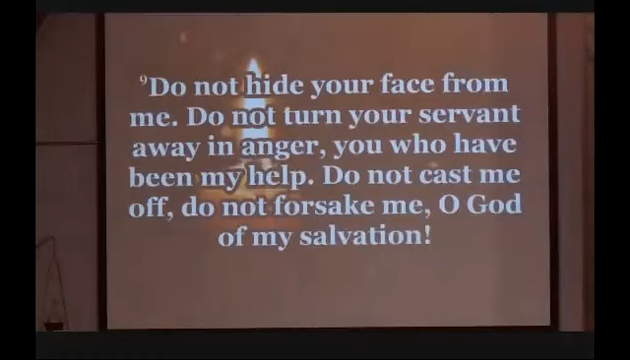 ⁹Do not hide your face from
me. Do not turn your servant
away in anger, you who have
been my help. Do not cast me
off, do not forsake me, O God
of my salvation!